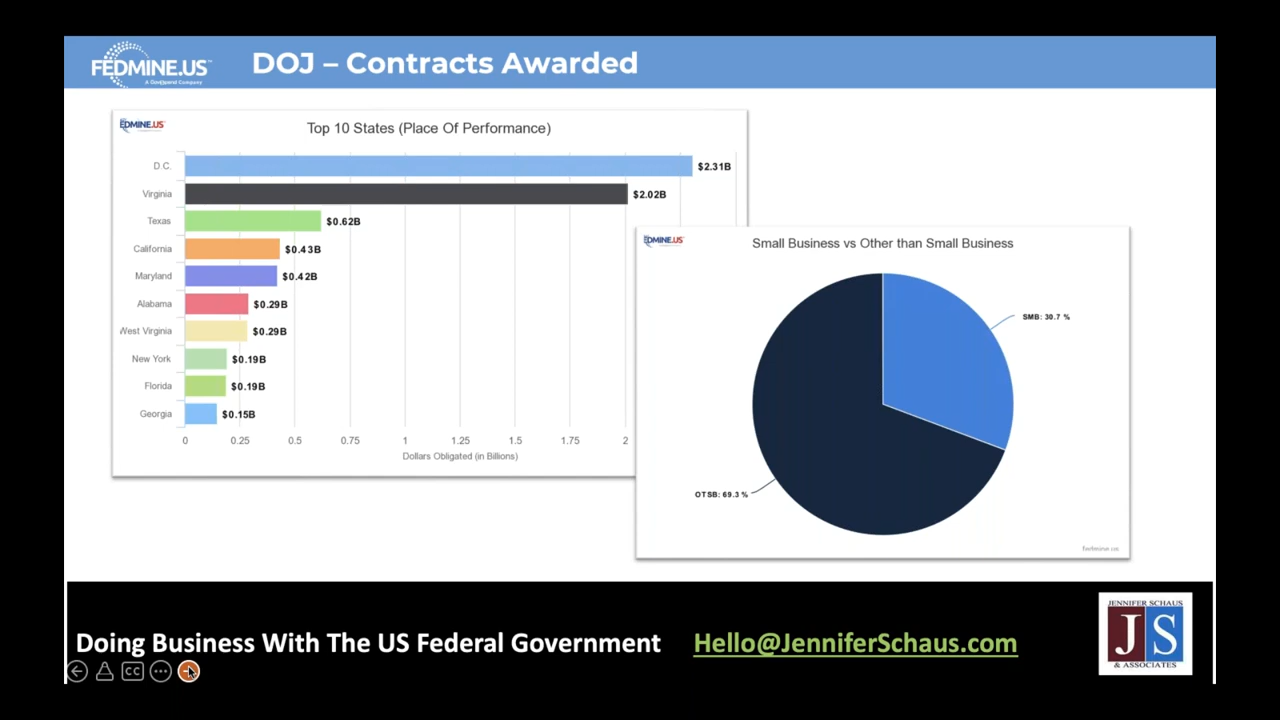 FEDMINE.US™
A GovSpend Company
DOJ – Contracts Awarded
EDMINE.US
Top 10 States (Place Of Performance)
D.C. $2.31B
Virginia $2.02B
Texas $0.62B
California $0.43B
Maryland $0.42B
Alabama $0.29B
West Virginia $0.29B
New York $0.19B
Florida $0.19B
Georgia $0.15B
0 0.25 0.5 0.75 1 1.25 1.5 1.75 2
Dollars Obligated (in Billions)
EDMINE.US
Small Business vs Other than Small Business
SMB: 30.7 %
OTSB: 69.3 %
Fedmine.us
Doing Business With The US Federal Government
Hello@JenniferSchaus.com
JENNIFER SCHAUS
J S
& ASSOCIATES
CC